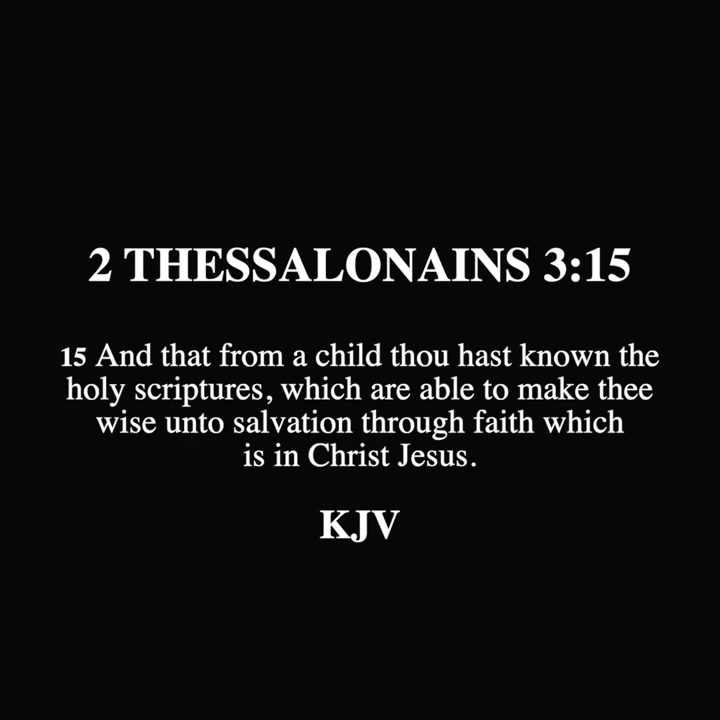 2 THESSALONAINS 3:15
15 And that from a child thou hast known the
holy scriptures, which are able to make thee
wise unto salvation through faith which
is in Christ Jesus.
KJV